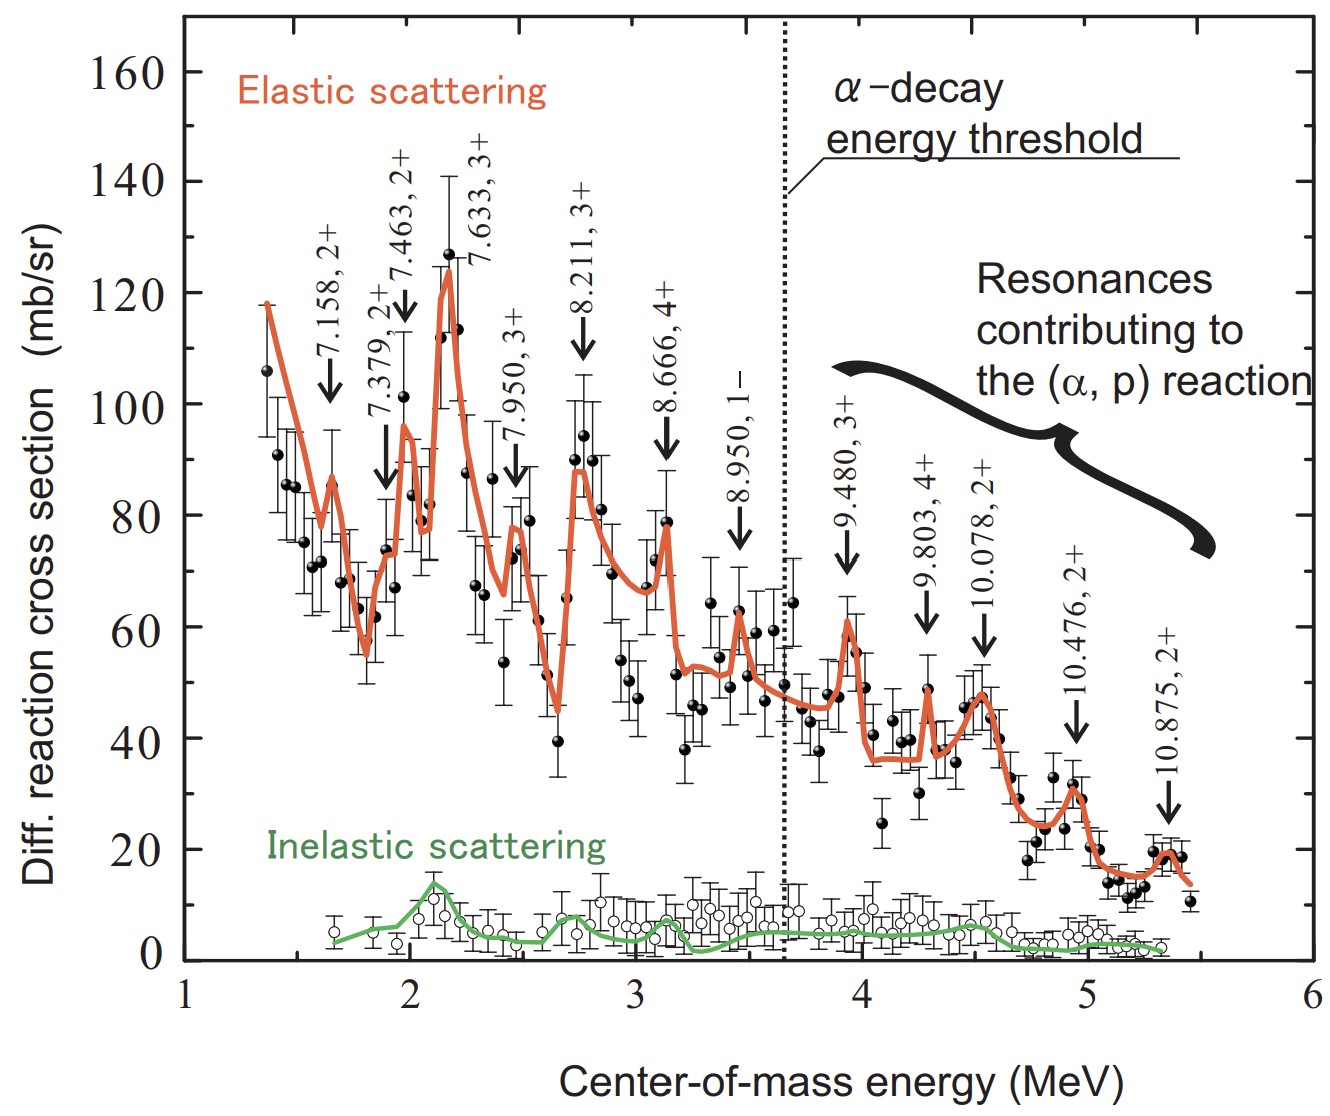 160
140
120
100
80
60
40
20
0
Diff. reaction cross section (mb/sr)
Elastic scattering
Inelastic scattering
7.158, 2+
7.379, 2+
7.463, 2+
7.633, 3+
7.950, 3+
8.211, 3+
8.666, 4+
8.950, 1−
9.480, 3+
9.803, 4+
10.078, 2+
10.476, 2+
10.875, 2+
α−decay
energy threshold
Resonances
contributing to
the (α, p) reaction
1 2 3 4 5 6
Center-of-mass energy (MeV)